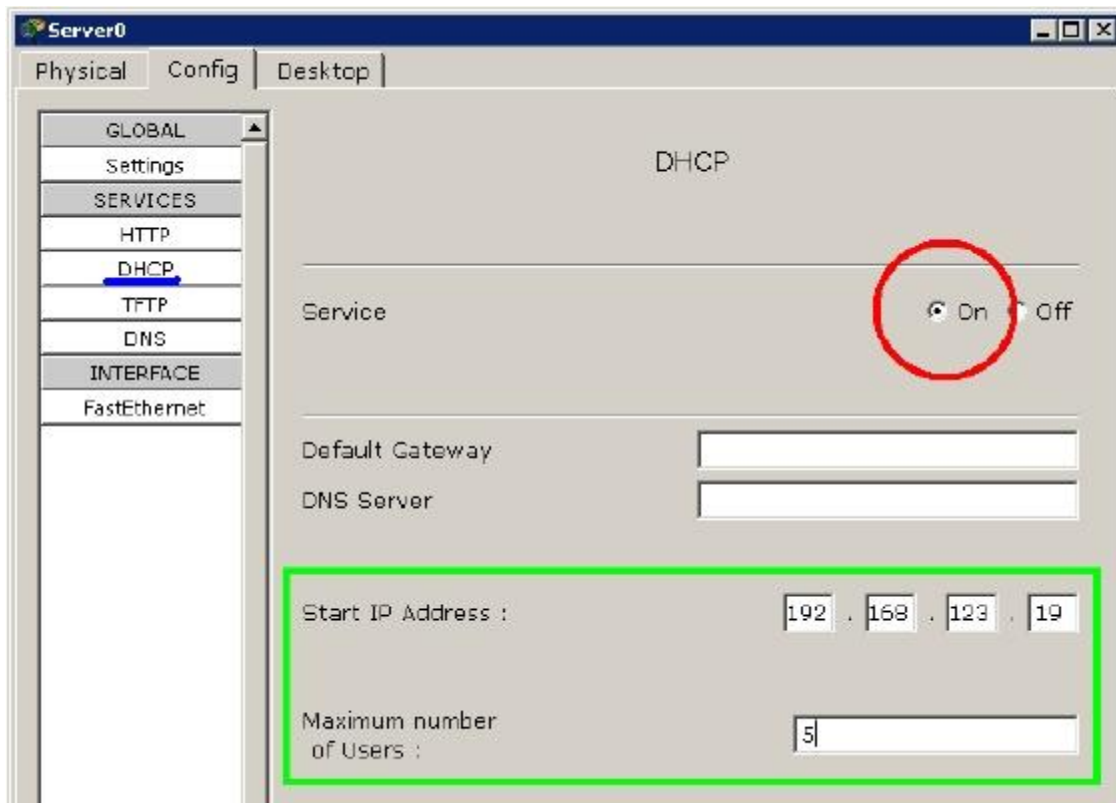 Server0
Physical Config Desktop
GLOBAL
Settings
SERVICES
HTTP
DHCP
TFTP
DNS
INTERFACE
FastEthernet
DHCP
Service On Off
Default Gateway
DNS Server
Start IP Address : 192 . 168 . 123 . 19
Maximum number
of Users : 5